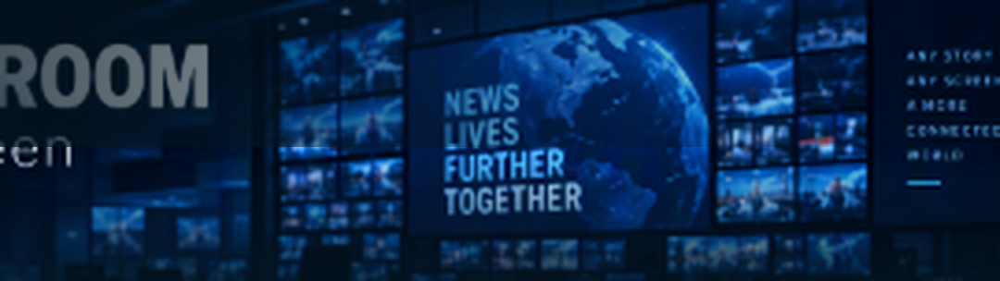 ROOM
een
NEWS
LIVES
FURTHER
TOGETHER
ANY STORY
ANY SCREEN
A MORE
CONNECTED
WORLD